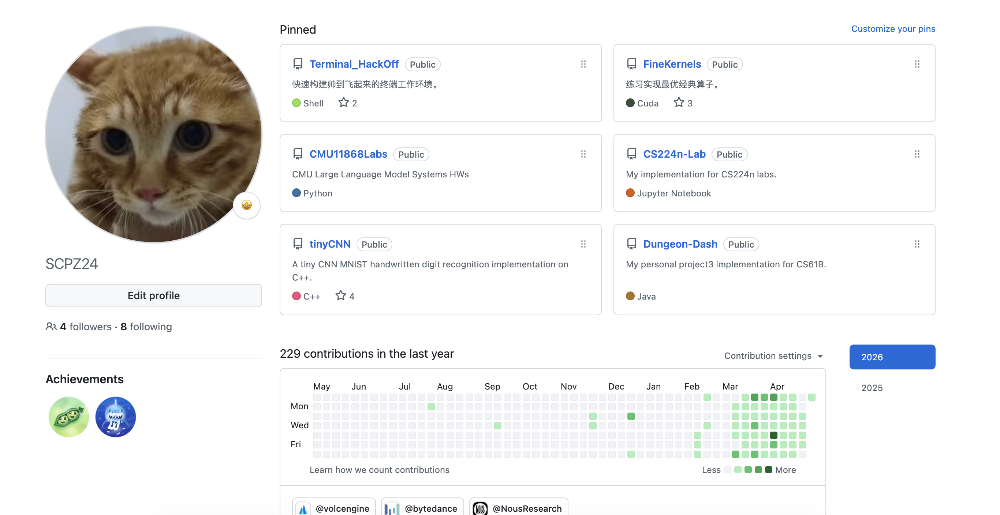 Pinned
Customize your pins
Terminal_HackOff Public
快速构建帅到飞起来的终端工作环境。
Shell 2
FineKernels Public
练习实现最优经典算子。
Cuda 3
CMU11868Labs Public
CMU Large Language Model Systems HWs
Python
CS224n-Lab Public
My implementation for CS224n labs.
Jupyter Notebook
tinyCNN Public
A tiny CNN MNIST handwritten digit recognition implementation on
C++.
C++ 4
Dungeon-Dash Public
My personal project3 implementation for CS61B.
Java
SCPZ24
Edit profile
4 followers · 8 following
Achievements
229 contributions in the last year
Contribution settings
2026
2025
May Jun Jul Aug Sep Oct Nov Dec Jan Feb Mar Apr
Mon
Wed
Fri
Learn how we count contributions
Less More
@volcengine
@bytedance
NOUS @NousResearch